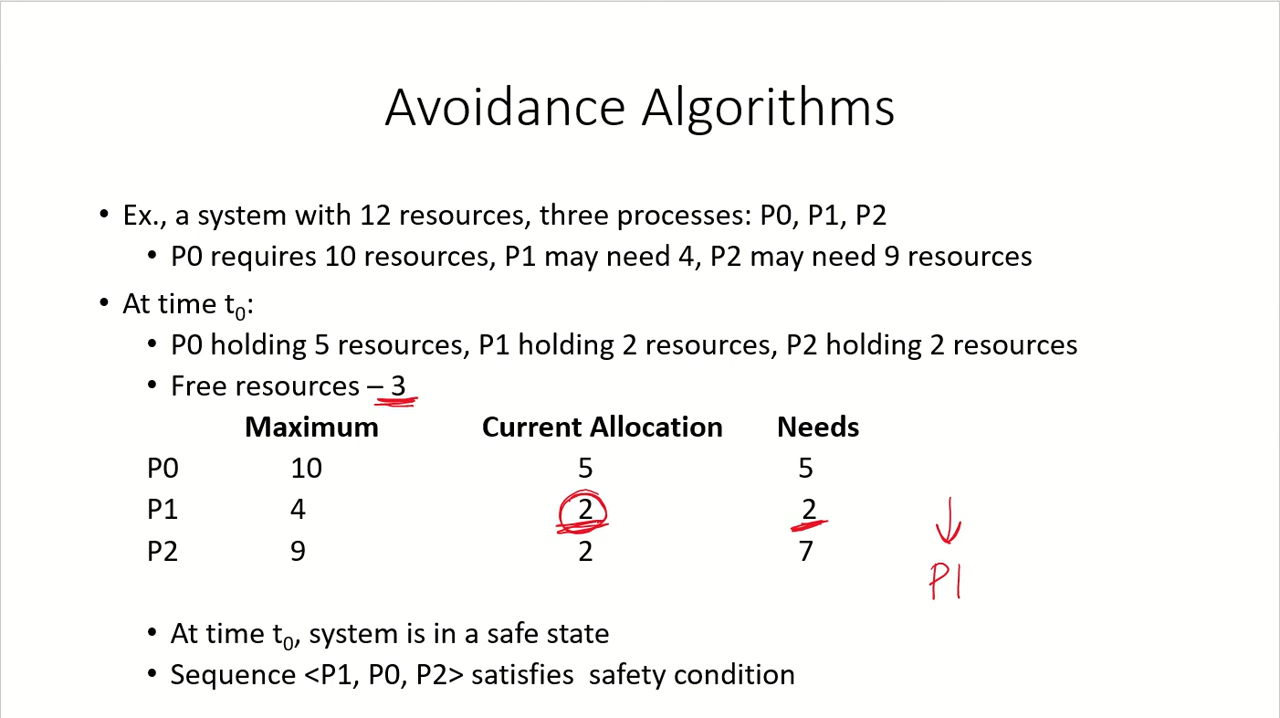 Avoidance Algorithms
• Ex., a system with 12 resources, three processes: P0, P1, P2
• P0 requires 10 resources, P1 may need 4, P2 may need 9 resources
• At time t₀:
• P0 holding 5 resources, P1 holding 2 resources, P2 holding 2 resources
• Free resources – 3
Maximum Current Allocation Needs
P0 10 5 5
P1 4 2 2
P2 9 2 7
P1
• At time t₀, system is in a safe state
• Sequence <P1, P0, P2> satisfies safety condition